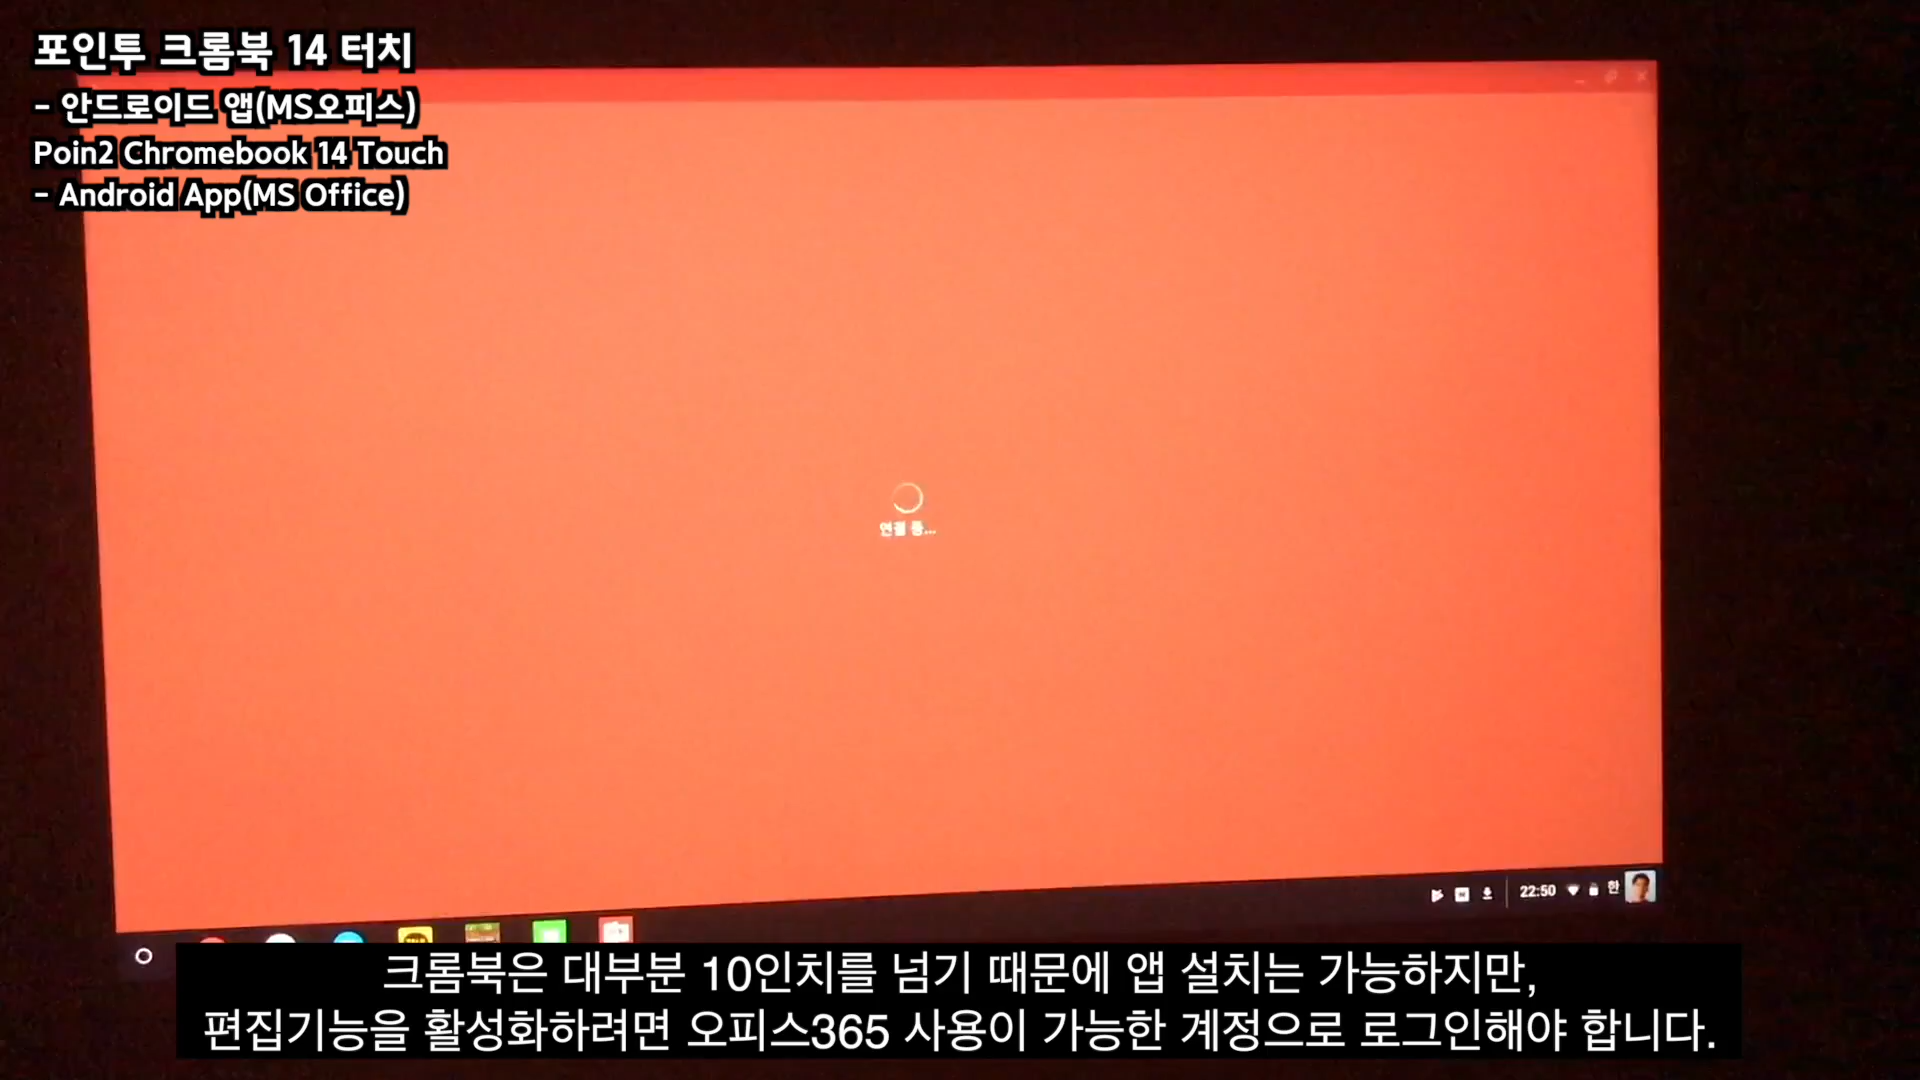 포인투 크롬북 14 터치
- 안드로이드 앱(MS오피스)
Poin2 Chromebook 14 Touch
- Android App(MS Office)
연결 중...
22:50
한
크롬북은 대부분 10인치를 넘기 때문에 앱 설치는 가능하지만,
편집기능을 활성화하려면 오피스365 사용이 가능한 계정으로 로그인해야 합니다.